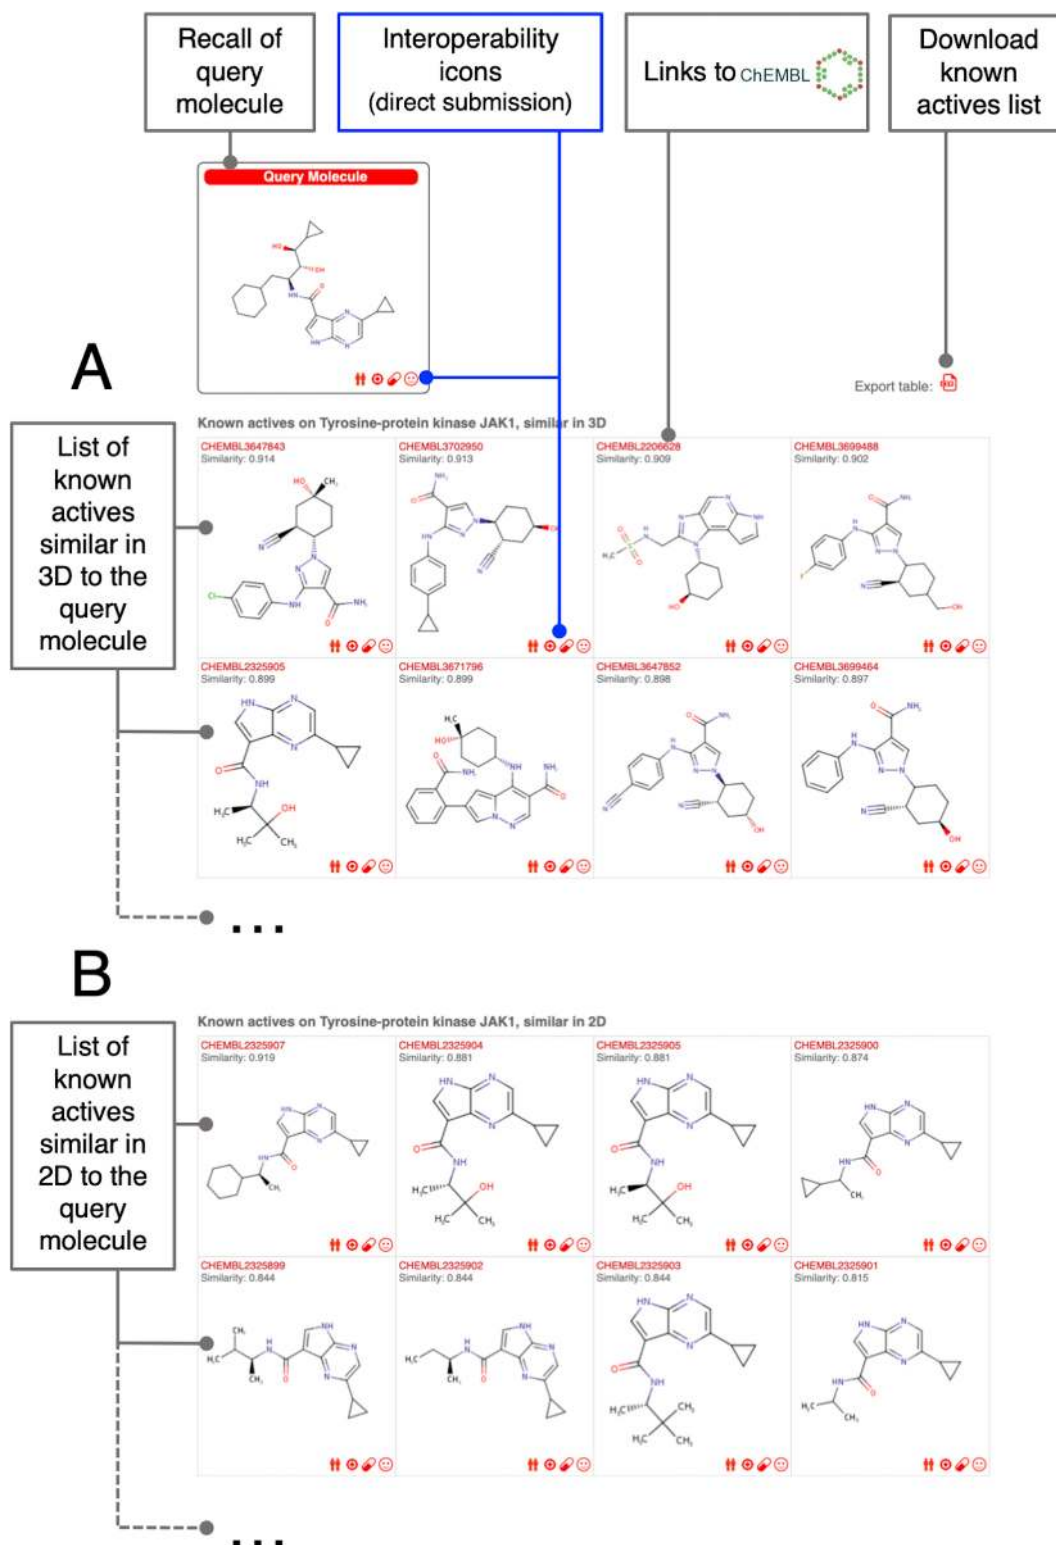 Recall of
query
molecule
Interoperability
icons
(direct submission)
Links to ChEMBL
Download
known
actives list
Query Molecule
HO
OH
HN
O
N
HN
N
A
Export table:
List of
known
actives
similar in
3D to the
query
molecule
Known actives on Tyrosine-protein kinase JAK1, similar in 3D
CHEMBL3647843
Similarity: 0.914
CHEMBL3702950
Similarity: 0.913
CHEMBL2206628
Similarity: 0.909
CHEMBL3699488
Similarity: 0.902
CHEMBL2325905
Similarity: 0.899
CHEMBL3671796
Similarity: 0.899
CHEMBL3647852
Similarity: 0.898
CHEMBL3699464
Similarity: 0.897
...
B
List of
known
actives
similar in
2D to the
query
molecule
Known actives on Tyrosine-protein kinase JAK1, similar in 2D
CHEMBL2325907
Similarity: 0.919
CHEMBL2325904
Similarity: 0.881
CHEMBL2325905
Similarity: 0.881
CHEMBL2325900
Similarity: 0.874
CHEMBL2325899
Similarity: 0.844
CHEMBL2325902
Similarity: 0.844
CHEMBL2325903
Similarity: 0.844
CHEMBL2325901
Similarity: 0.815
...